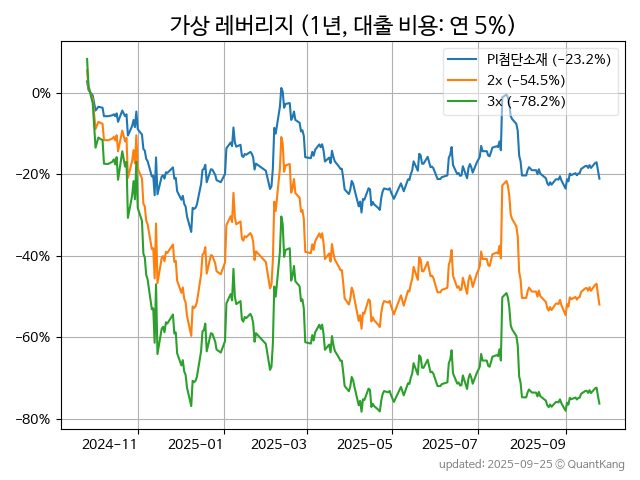 가상 레버리지 (1년, 대출 비용: 연 5%)
PI첨단소재 (−23.2%)
2x (−54.5%)
3x (−78.2%)
0%
−20%
−40%
−60%
−80%
2024-11
2025-01
2025-03
2025-05
2025-07
2025-09
updated: 2025-09-25 © QuantKang